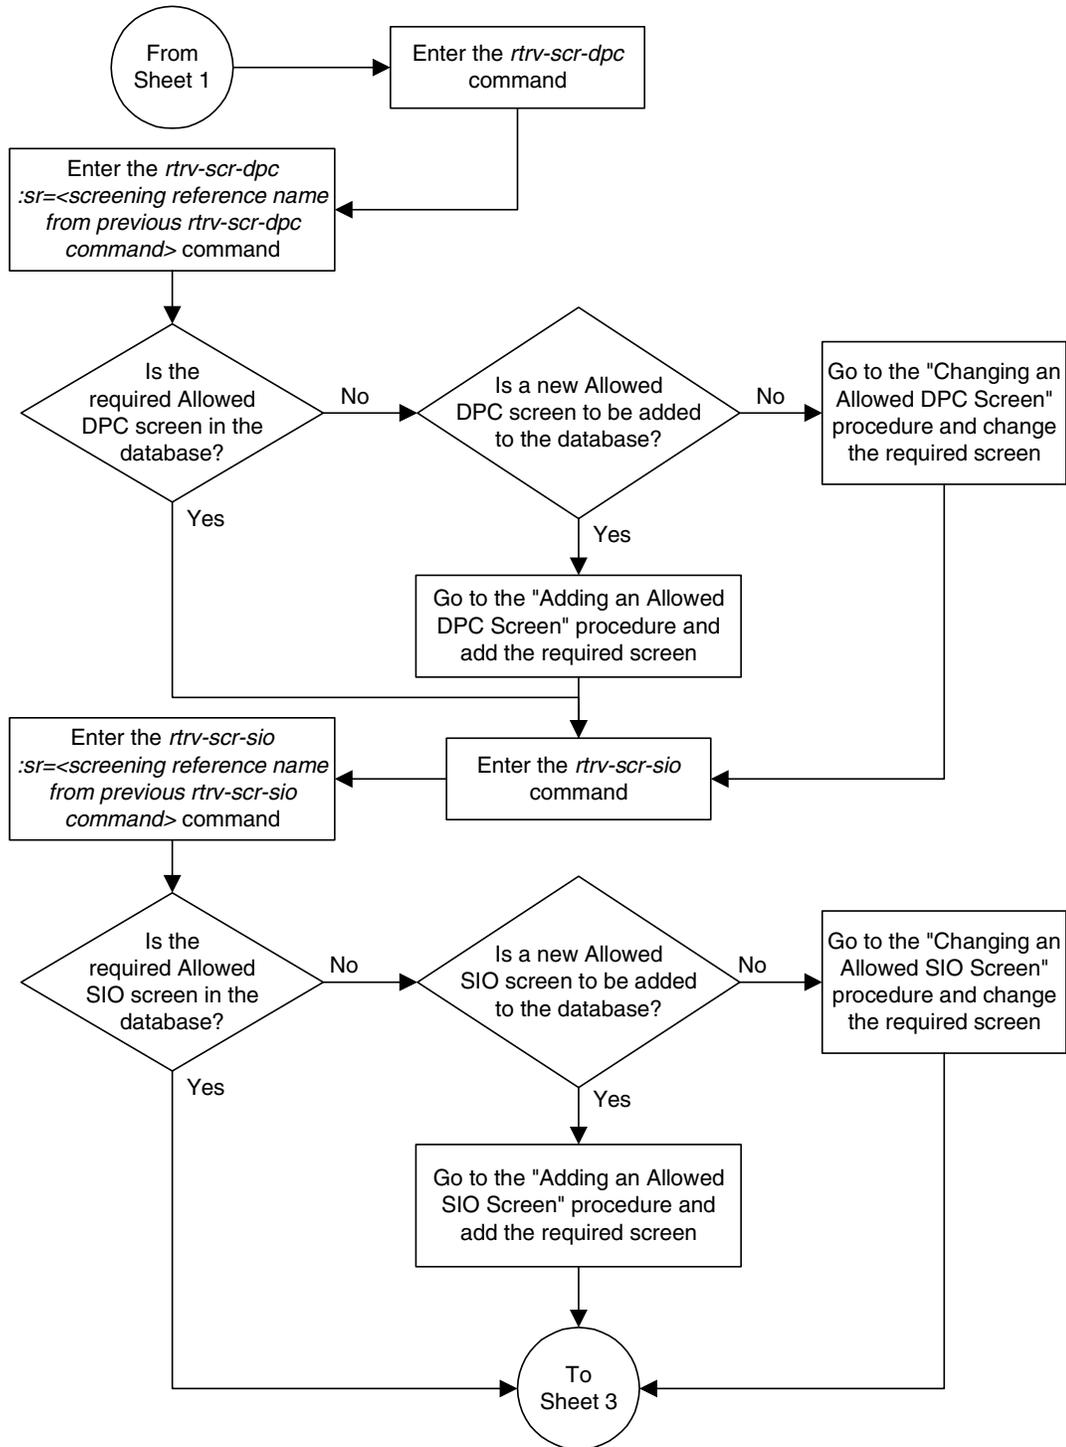 From
Sheet 1
Enter the rtrv-scr-dpc
command
Enter the rtrv-scr-dpc
:sr=<screening reference name
from previous rtrv-scr-dpc
command> command
Is the
required Allowed
DPC screen in the
database?
No
Is a new Allowed
DPC screen to be added
to the database?
No
Go to the "Changing an
Allowed DPC Screen"
procedure and change
the required screen
Yes
Yes
Go to the "Adding an Allowed
DPC Screen" procedure and
add the required screen
Enter the rtrv-scr-sio
command
Enter the rtrv-scr-sio
:sr=<screening reference name
from previous rtrv-scr-sio
command> command
Is the
required Allowed
SIO screen in the
database?
No
Is a new Allowed
SIO screen to be added
to the database?
No
Go to the "Changing an
Allowed SIO Screen"
procedure and change
the required screen
Yes
Yes
Go to the "Adding an Allowed
SIO Screen" procedure and
add the required screen
To
Sheet 3